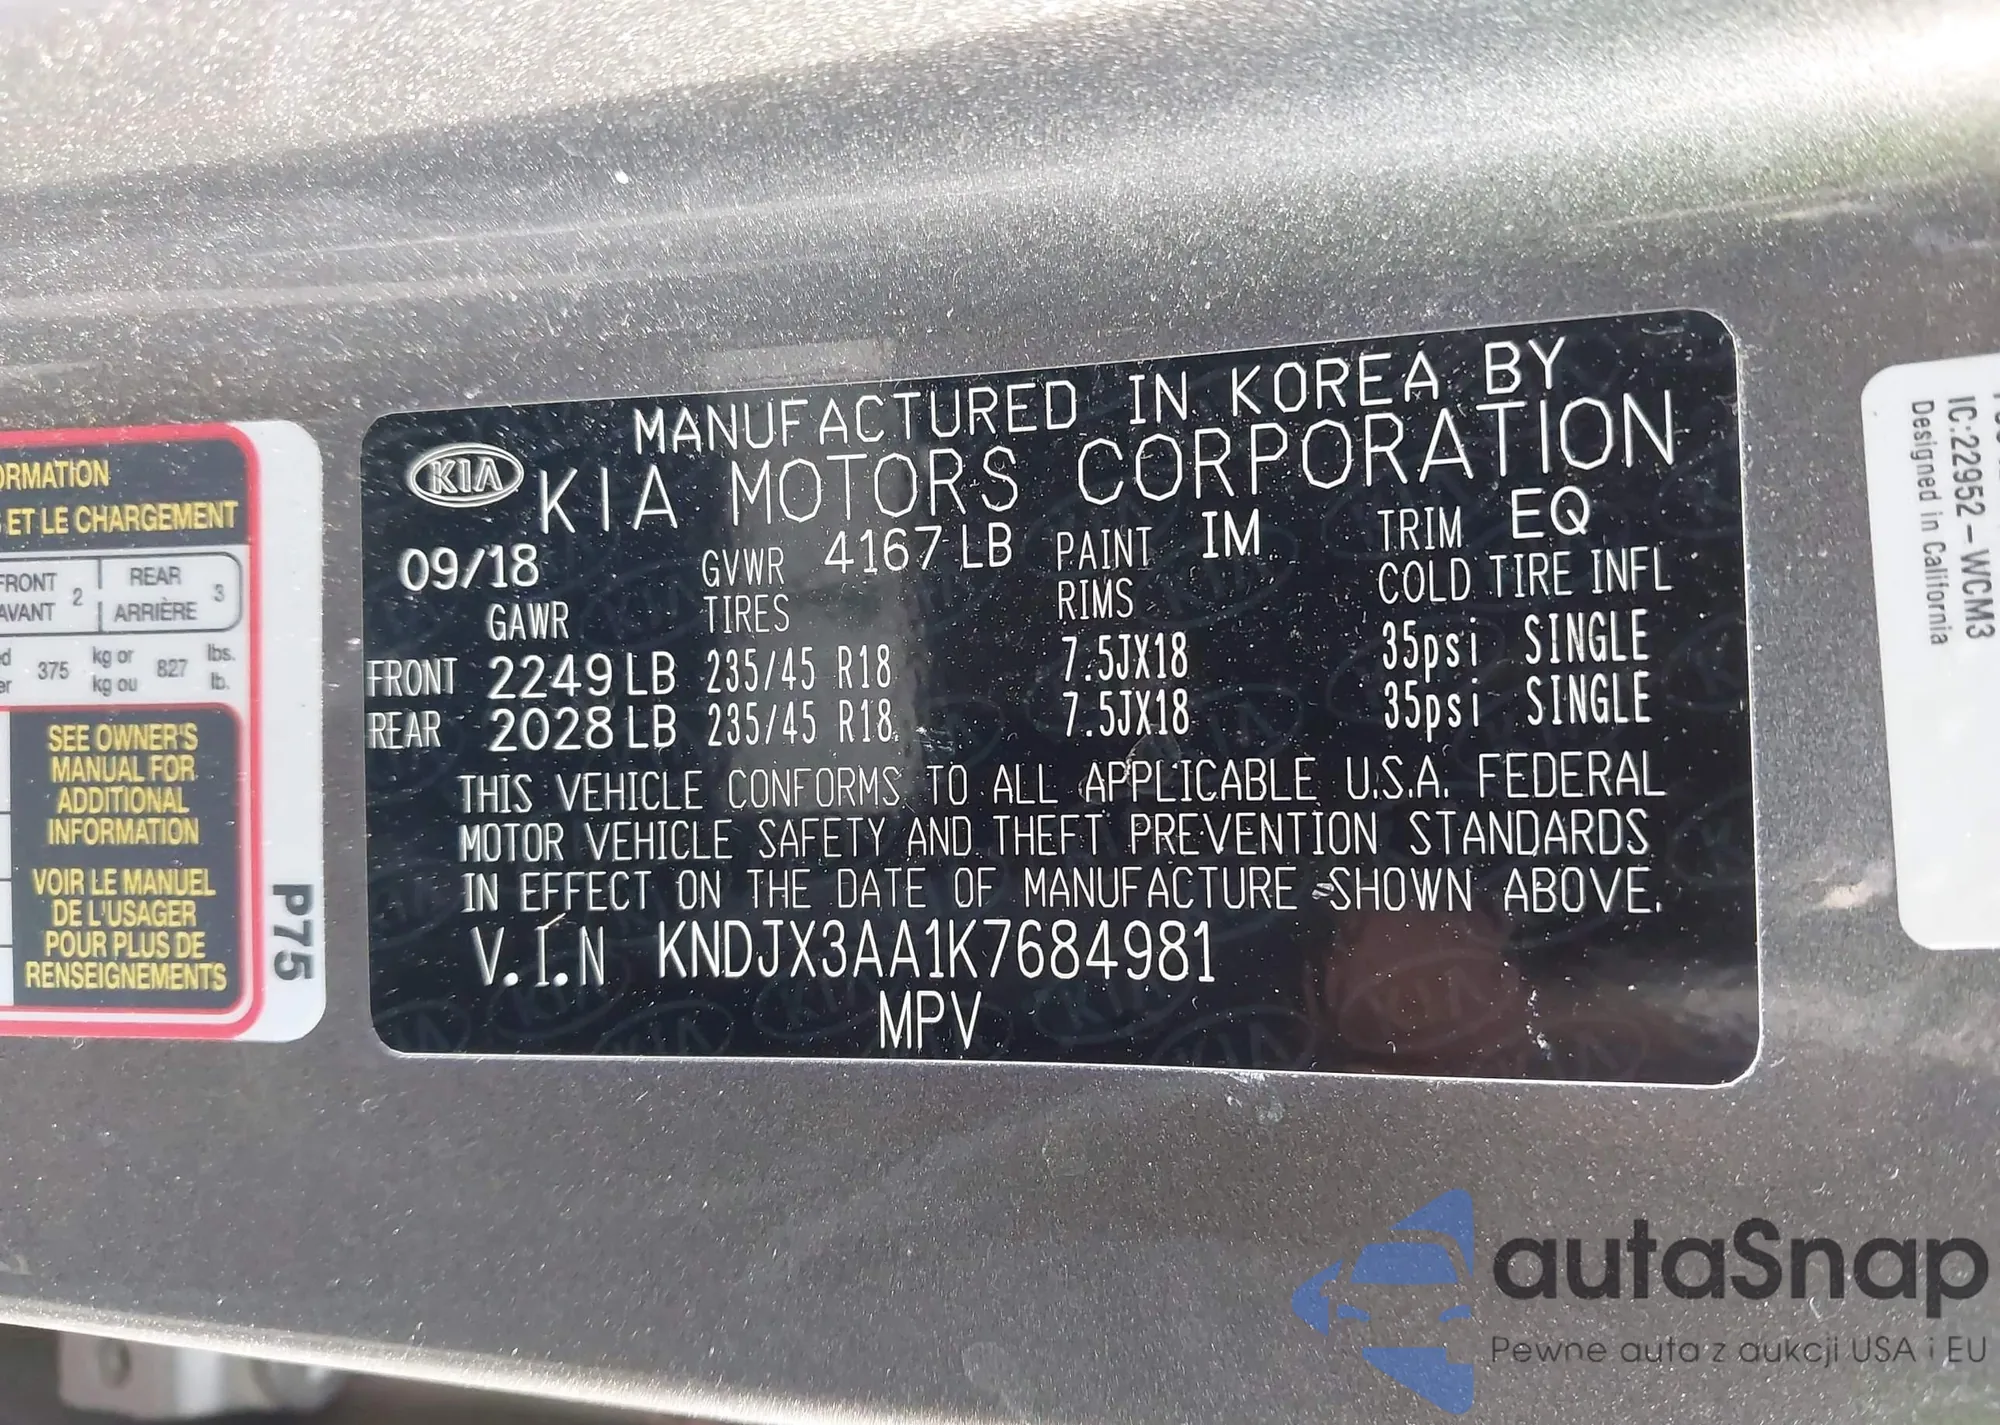 ORMATION
ET LE CHARGEMENT
FRONT 2 REAR 3
AVANT ARRIÈRE
375 kg or 827 lbs.
kg ou lb.
SEE OWNER'S
MANUAL FOR
ADDITIONAL
INFORMATION
VOIR LE MANUEL
DE L'USAGER
POUR PLUS DE
RENSEIGNEMENTS
P75
MANUFACTURED IN KOREA BY
KIA KIA MOTORS CORPORATION
09/18 GVWR 4167 LB PAINT IM TRIM EQ
GAWR TIRES RIMS COLD TIRE INFL
FRONT 2249 LB 235/45 R18 7.5JX18 35psi SINGLE
REAR 2028 LB 235/45 R18 7.5JX18 35psi SINGLE
THIS VEHICLE CONFORMS TO ALL APPLICABLE U.S.A. FEDERAL
MOTOR VEHICLE SAFETY AND THEFT PREVENTION STANDARDS
IN EFFECT ON THE DATE OF MANUFACTURE SHOWN ABOVE.
V.I.N KNDJX3AA1K7684981
MPV
IC:22952-WCM3
Designed in California
autaSnap
Pewne auta z aukcji USA i EU